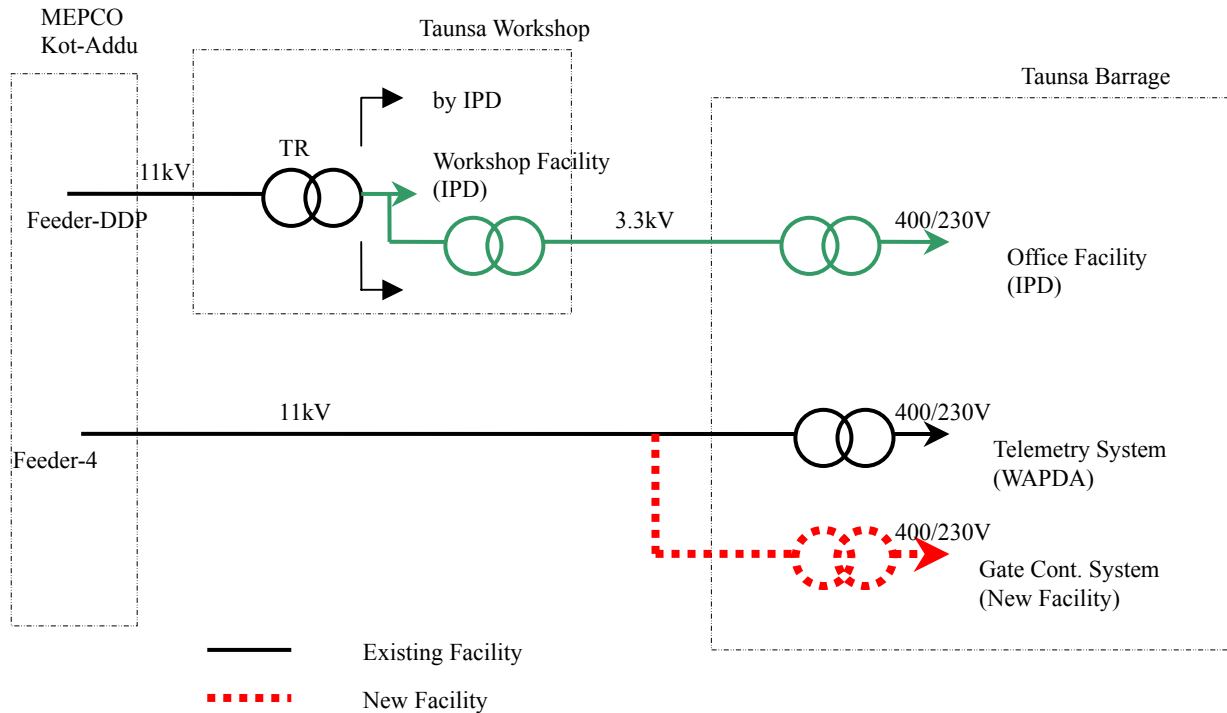 MEPCO
Kot-Addu
Taunsa Workshop
Taunsa Barrage
by IPD
TR
11kV
Workshop Facility
(IPD)
Feeder-DDP
3.3kV
400/230V
Office Facility
(IPD)
11kV
400/230V
Feeder-4
Telemetry System
(WAPDA)
400/230V
Gate Cont. System
(New Facility)
Existing Facility
New Facility